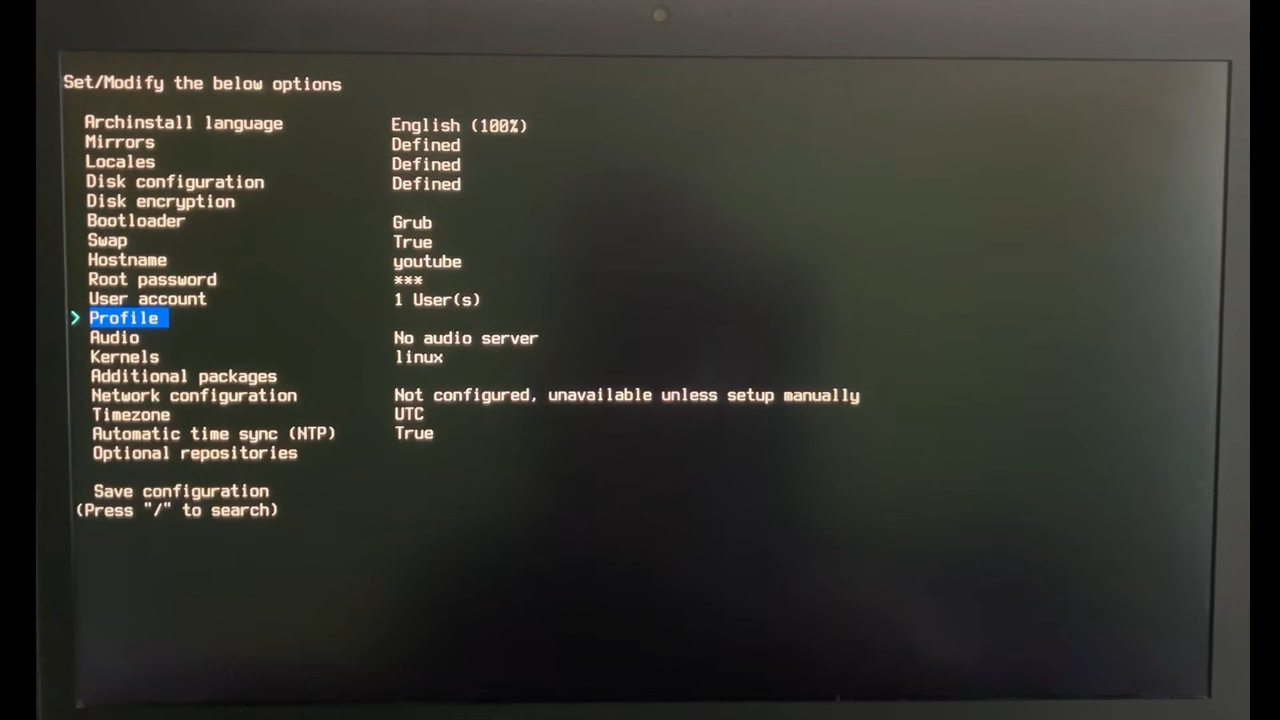 Set/Modify the below options
Archinstall language English (100%)
Mirrors Defined
Locales Defined
Disk configuration Defined
Disk encryption
Bootloader Grub
Swap True
Hostname youtube
Root password ***
User account 1 User(s)
> Profile
Audio No audio server
Kernels linux
Additional packages
Network configuration Not configured, unavailable unless setup manually
Timezone UTC
Automatic time sync (NTP) True
Optional repositories
Save configuration
(Press "/" to search)